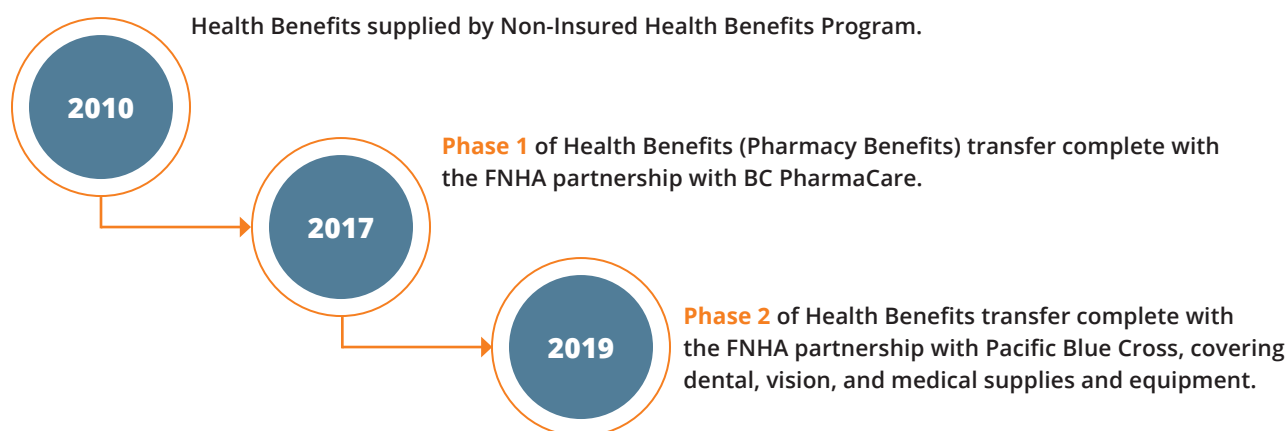 Health Benefits supplied by Non-Insured Health Benefits Program.
2010
Phase 1 of Health Benefits (Pharmacy Benefits) transfer complete with
the FNHA partnership with BC PharmaCare.
2017
Phase 2 of Health Benefits transfer complete with
the FNHA partnership with Pacific Blue Cross, covering
dental, vision, and medical supplies and equipment.
2019